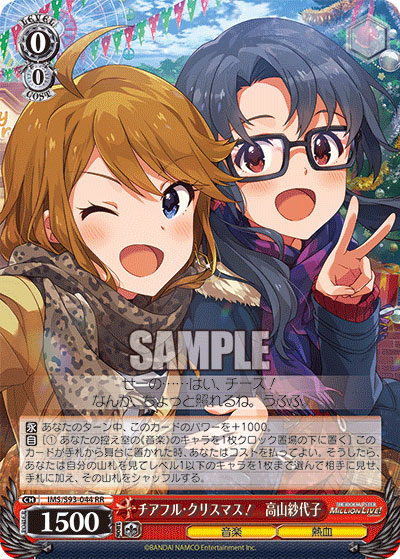 LEVEL
0
0
COST
SAMPLE
せーの……はい、チーズ!
なんか、ちょっと照れるね。うふふ
永 あなたのターン中、このカードのパワーを+1000。
自 [① あなたの控え室の《音楽》のキャラを1枚クロック置場の下に置く] このカー
ドが手札から舞台に置かれた時、あなたはコストを払ってよい。そうしたら、あなた
は自分の山札を見てレベル1以下のキャラを1枚まで選んで相手に見せ、
手札に加え、その山札をシャッフルする。
CH IMS/S93-044 RR
1500
チアフル・クリスマス! 高山紗代子
THE IDOLM@STER
MILLION LIVE!
音楽
熱血
©BANDAI NAMCO Entertainment Inc.